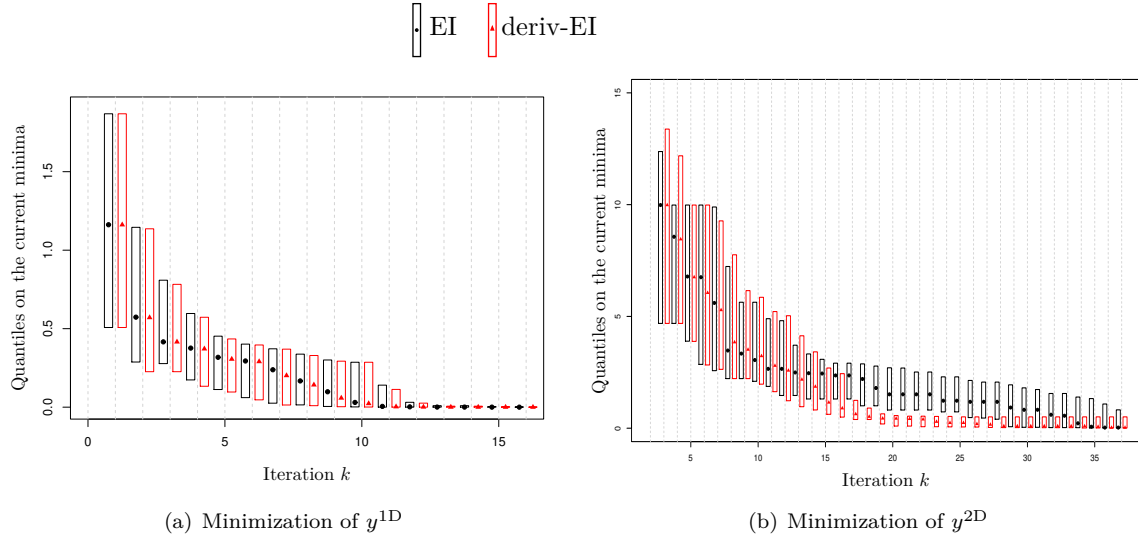 EI deriv-EI
Quantiles on the current minima
0.0 0.5 1.0 1.5
0 5 10 15
Iteration k
(a) Minimization of y¹ᴰ
Quantiles on the current minima
0 5 10 15
5 10 15 20 25 30 35
Iteration k
(b) Minimization of y²ᴰ